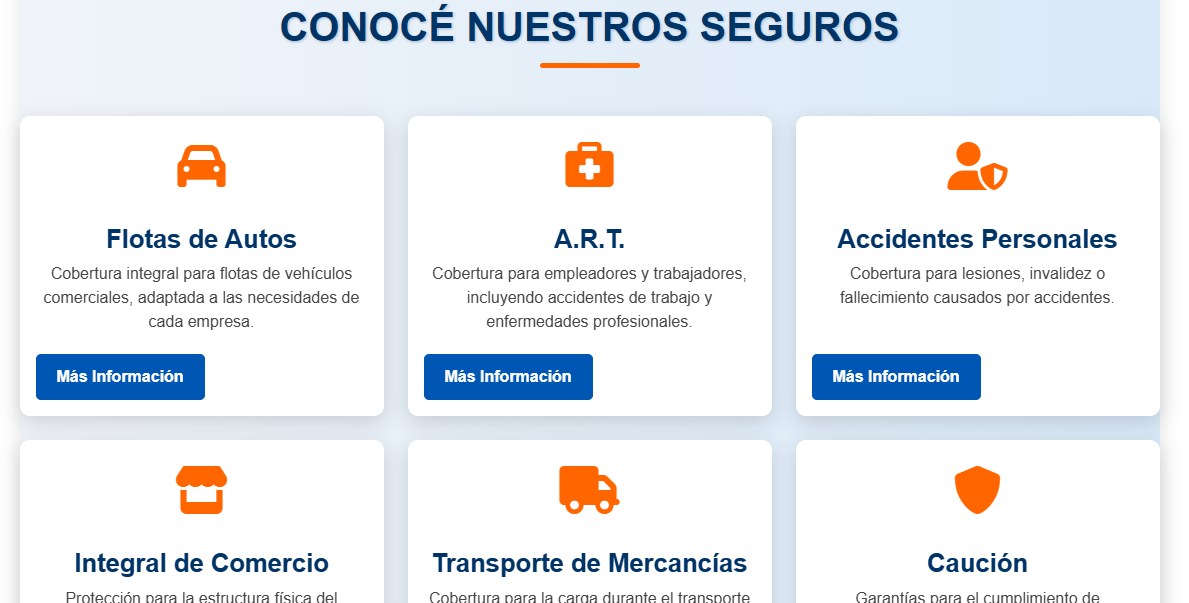 CONOCÉ NUESTROS SEGUROS
Flotas de Autos
Cobertura integral para flotas de vehículos
comerciales, adaptada a las necesidades de
cada empresa.
Más Información
A.R.T.
Cobertura para empleadores y trabajadores,
incluyendo accidentes de trabajo y
enfermedades profesionales.
Más Información
Accidentes Personales
Cobertura para lesiones, invalidez o
fallecimiento causados por accidentes.
Más Información
Integral de Comercio
Protección para la estructura física del
Transporte de Mercancías
Cobertura para la carga durante el transporte
Caución
Garantías para el cumplimiento de